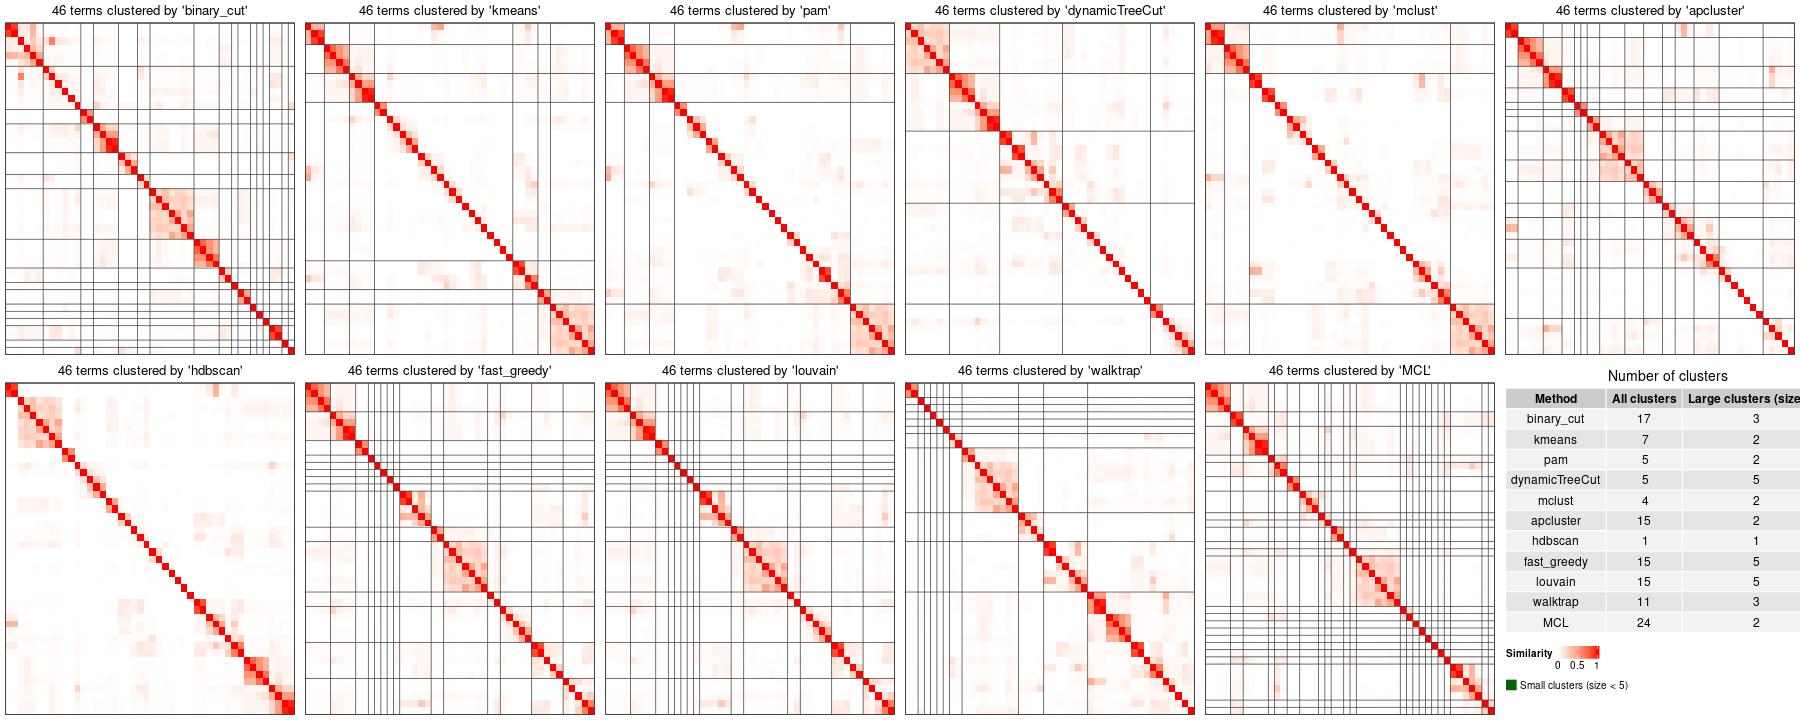 46 terms clustered by 'binary_cut'
46 terms clustered by 'kmeans'
46 terms clustered by 'pam'
46 terms clustered by 'dynamicTreeCut'
46 terms clustered by 'mclust'
46 terms clustered by 'apcluster'
46 terms clustered by 'hdbscan'
46 terms clustered by 'fast_greedy'
46 terms clustered by 'louvain'
46 terms clustered by 'walktrap'
46 terms clustered by 'MCL'
Number of clusters
Method All clusters Large clusters (size
binary_cut 17 3
kmeans 7 2
pam 5 2
dynamicTreeCut 5 5
mclust 4 2
apcluster 15 2
hdbscan 1 1
fast_greedy 15 5
louvain 15 5
walktrap 11 3
MCL 24 2
Similarity
0 0.5 1
Small clusters (size < 5)